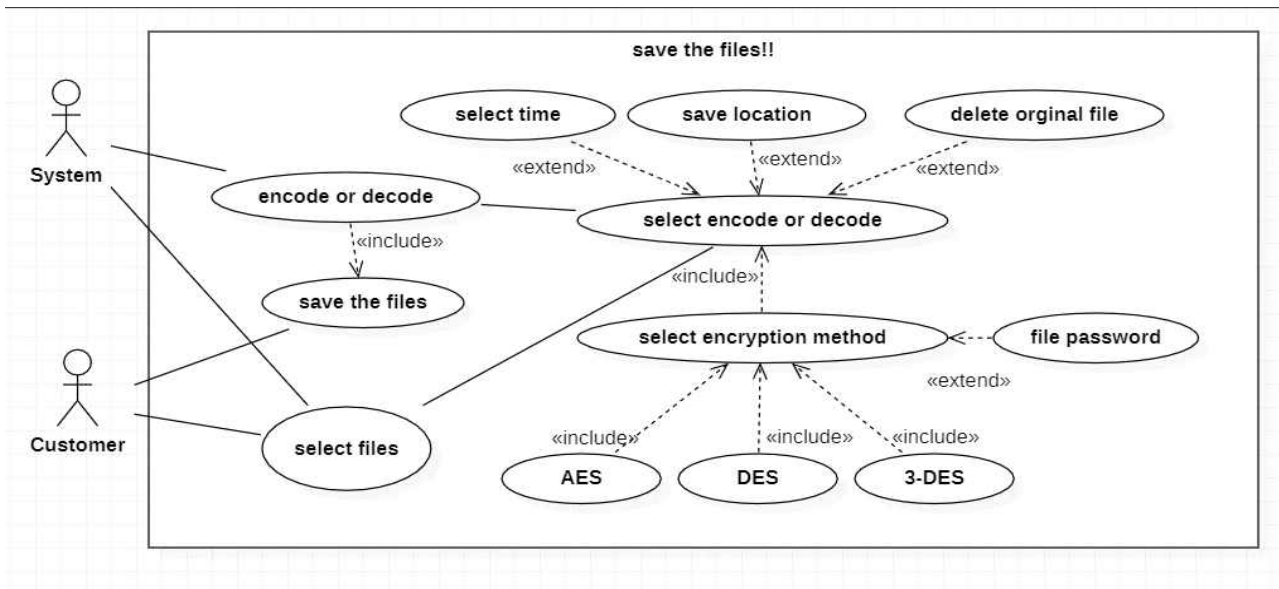 save the files!!
select time
save location
delete orginal file
System
«extend»
«extend»
«extend»
encode or decode
select encode or decode
«include»
«include»
save the files
select encryption method
file password
«extend»
Customer
select files
«include»
«include»
«include»
AES
DES
3-DES